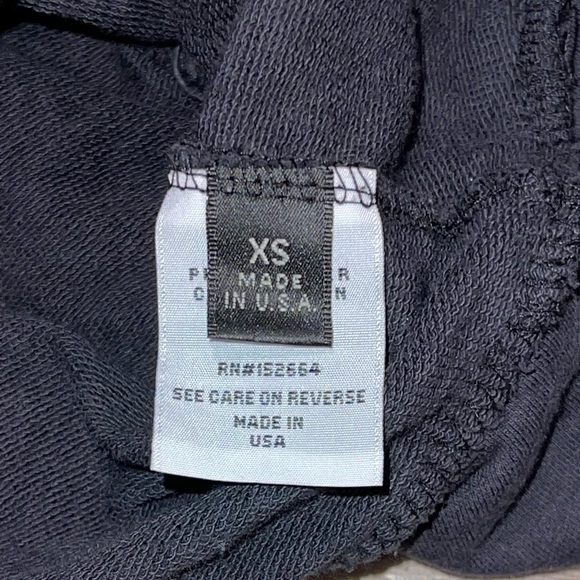 XS
MADE
IN U.S.A.
RN#152664
SEE CARE ON REVERSE
MADE IN
USA